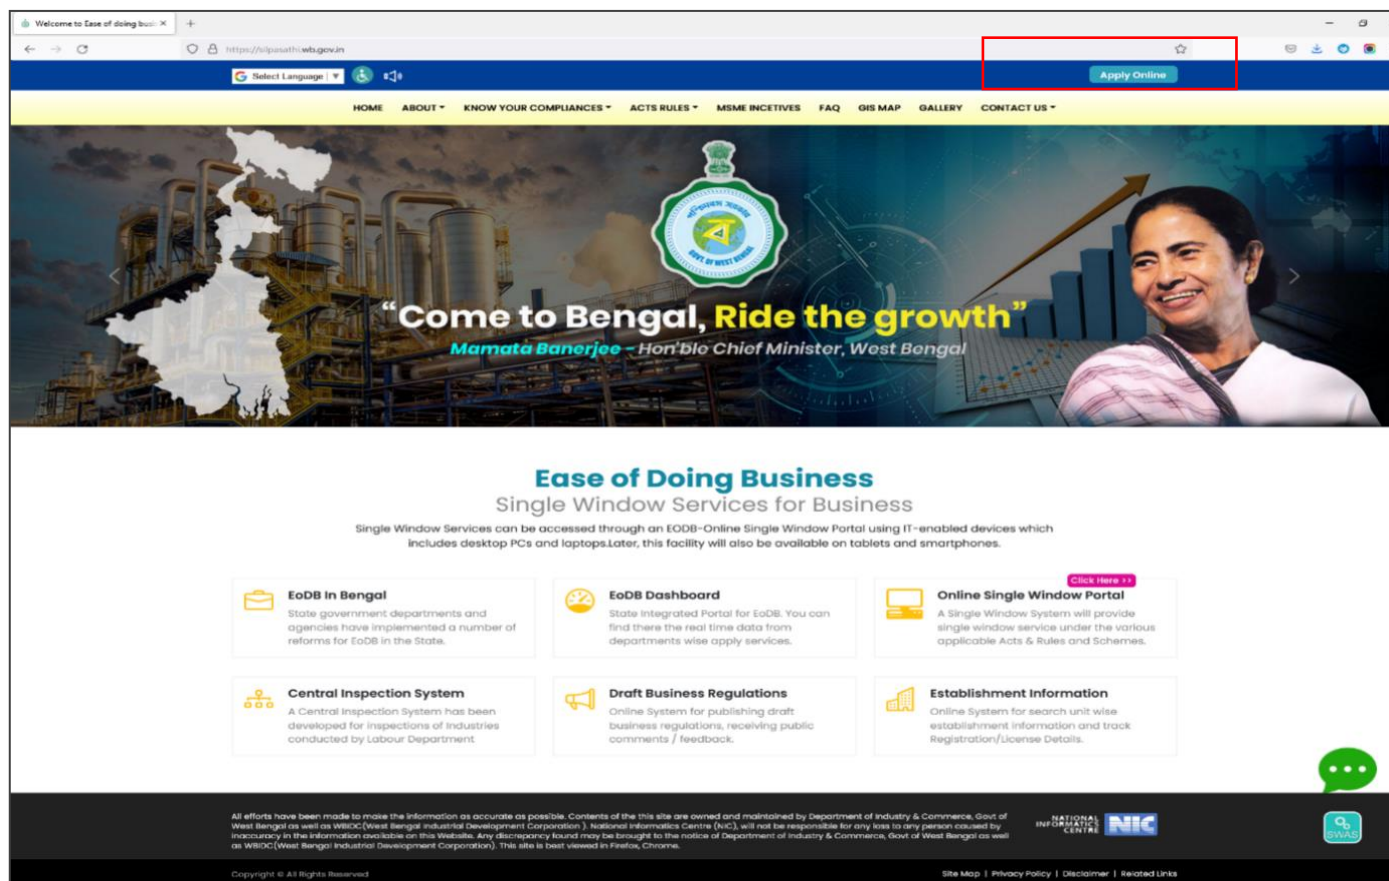 Welcome to Ease of doing busi
https://silpasathi.wb.gov.in
Select Language
Apply Online
HOME ABOUT KNOW YOUR COMPLIANCES ACTS RULES MSME INCETIVES FAQ GIS MAP GALLERY CONTACT US
পশ্চিমবঙ্গ সরকার
ব
GOVT. OF WEST BENGAL
“Come to Bengal, Ride the growth”
Mamata Banerjee - Hon'ble Chief Minister, West Bengal
Ease of Doing Business
Single Window Services for Business
Single Window Services can be accessed through an EODB-Online Single Window Portal using IT-enabled devices which
includes desktop PCs and laptops.Later, this facility will also be available on tablets and smartphones.
EoDB In Bengal
State government departments and
agencies have implemented a number of
reforms for EoDB in the State.
EoDB Dashboard
State Integrated Portal for EoDB. You can
find there the real time data from
departments wise apply services.
Click Here >>
Online Single Window Portal
A Single Window System will provide
single window service under the various
applicable Acts & Rules and Schemes.
Central Inspection System
A Central Inspection System has been
developed for inspections of Industries
conducted by Labour Department
Draft Business Regulations
Online System for publishing draft
business regulations, receiving public
comments / feedback.
Establishment Information
Online System for search unit wise
establishment information and track
Registration/License Details.
All efforts have been made to make the information as accurate as possible. Contents of the this site are owned and maintained by Department of Industry & Commerce, Govt of
West Bengal as well as WBIDC(West Bengal Industrial Development Corporation ). National Informatics Centre (NIC), will not be responsible for any loss to any person caused by
inaccuracy in the information available on this Website. Any discrepancy found may be brought to the notice of Department of Industry & Commerce, Govt of West Bengal as well
as WBIDC(West Bengal Industrial Development Corporation). This site is best viewed in Firefox, Chrome.
NATIONAL
INFORMATICS
CENTRE
NIC
SWAS
Copyright © All Rights Reserved
Site Map | Privacy Policy | Disclaimer | Related Links